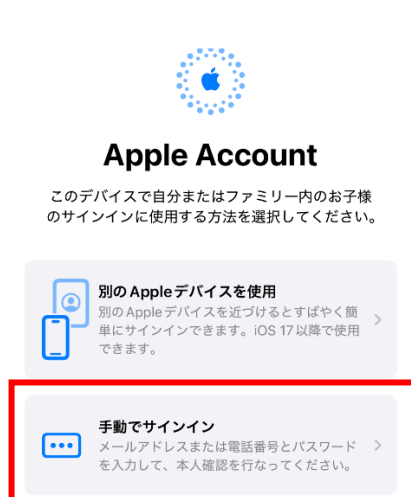 Apple Account
このデバイスで自分またはファミリー内のお子様
のサインインに使用する方法を選択してください。
別のAppleデバイスを使用
別のAppleデバイスを近づけるとすばやく簡
単にサインインできます。iOS 17以降で使用
できます。
手動でサインイン
メールアドレスまたは電話番号とパスワード
を入力して、本人確認を行なってください。